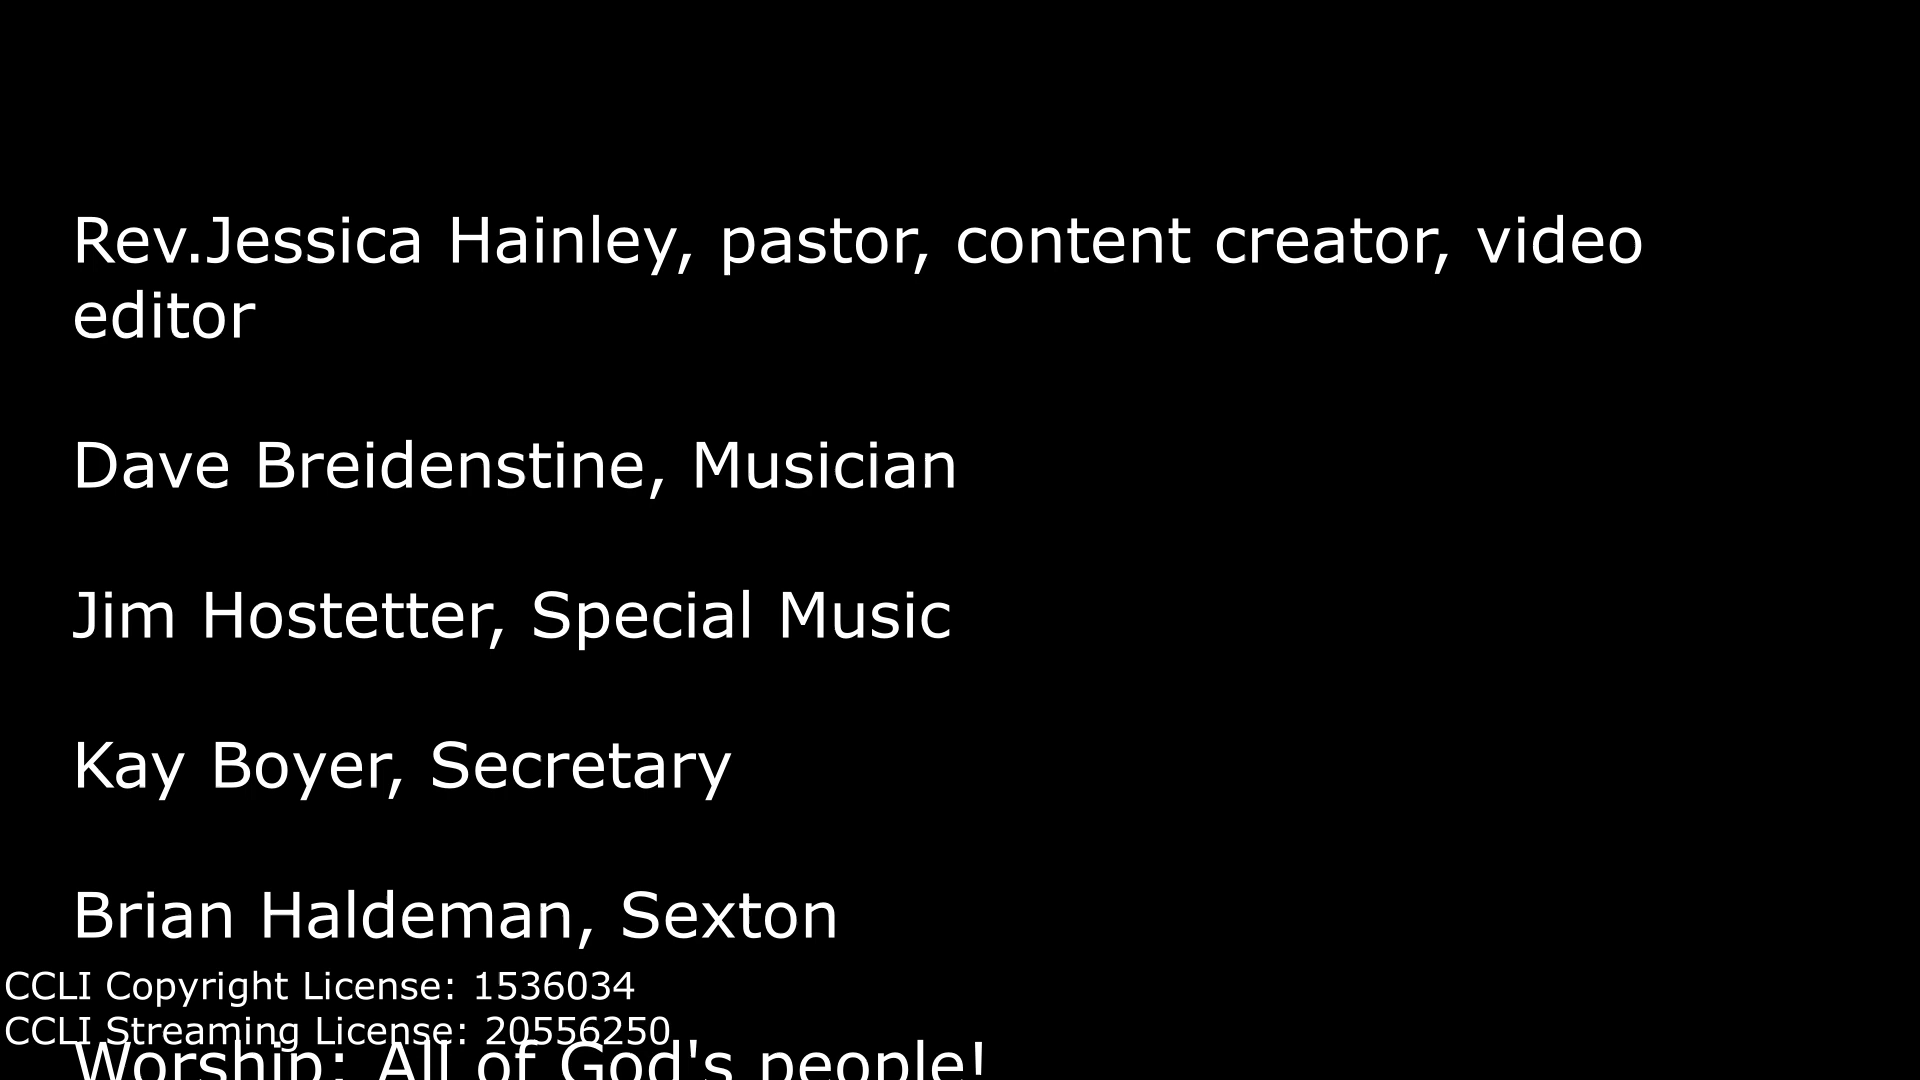 Rev.Jessica Hainley, pastor, content creator, video
editor
Dave Breidenstine, Musician
Jim Hostetter, Special Music
Kay Boyer, Secretary
Brian Haldeman, Sexton
CCLI Copyright License: 1536034
CCLI Streaming License: 20556250
Worship: All of God's people!